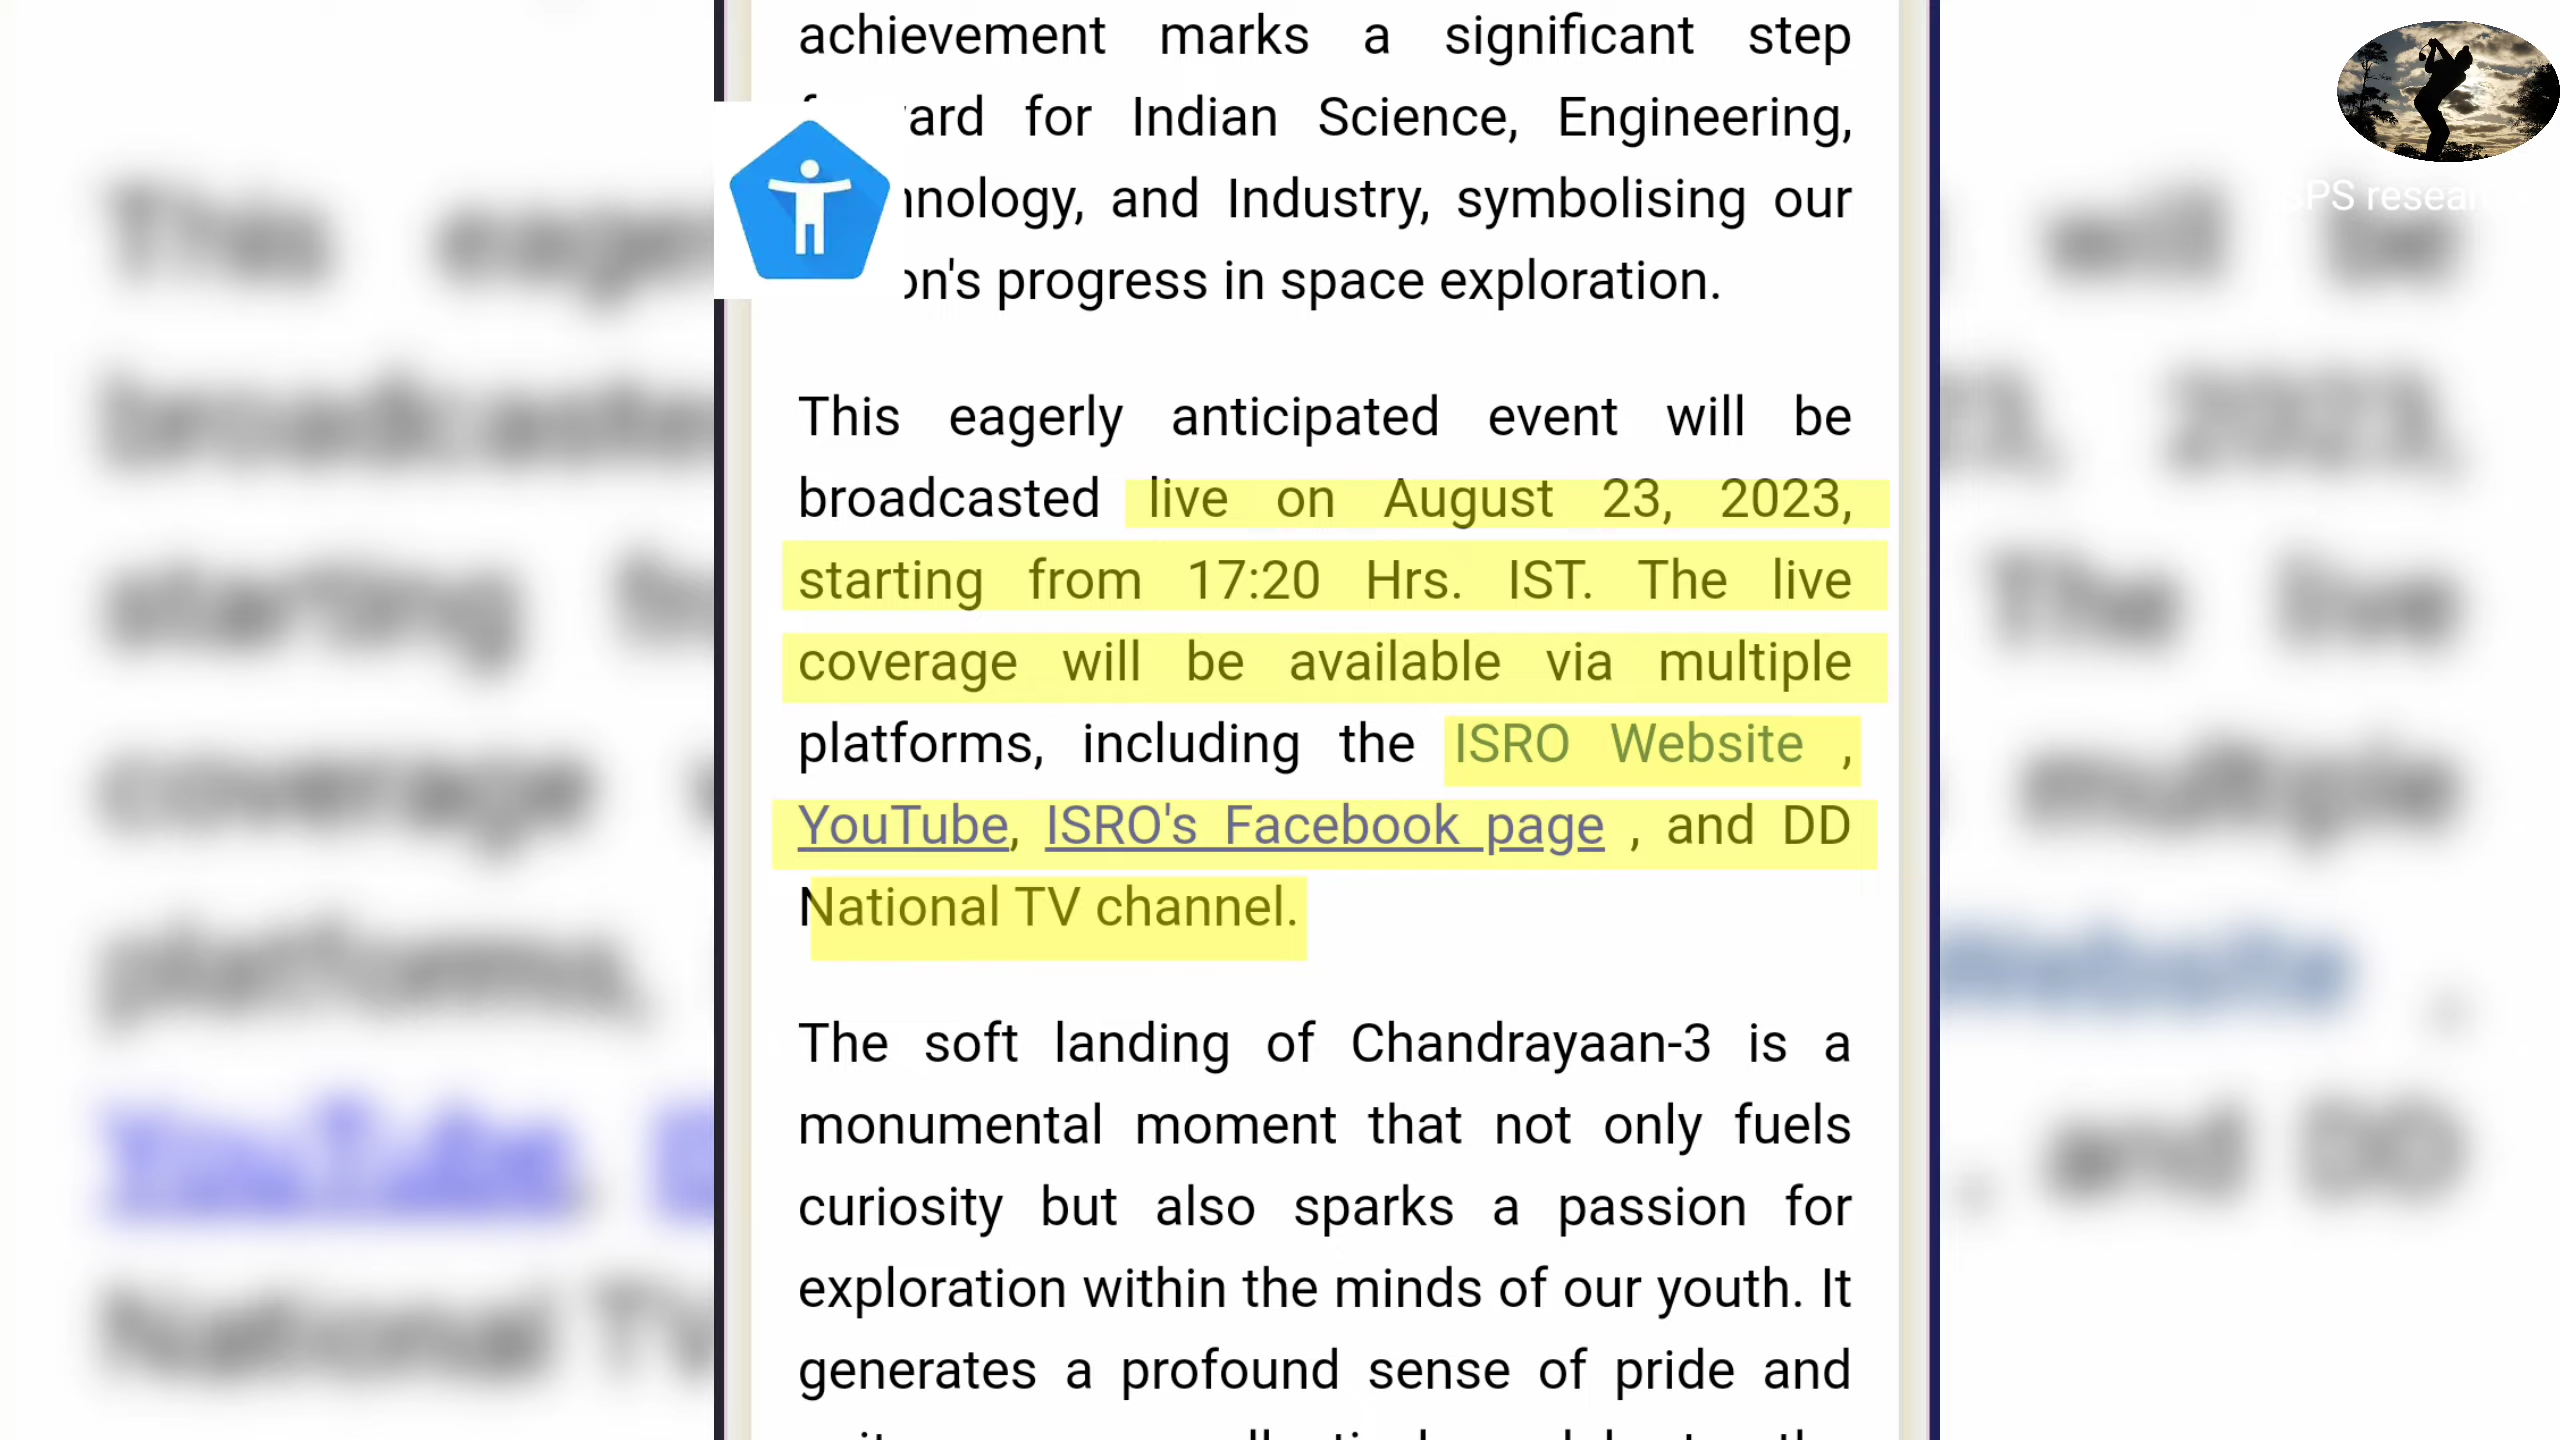 achievement marks a significant step
for Indian Science, Engineering,
and Industry, symbolising our
progress in space exploration.
This eagerly anticipated event will be
broadcasted live on August 23, 2023,
starting from 17:20 Hrs. IST. The live
coverage will be available via multiple
platforms, including the ISRO Website ,
YouTube, ISRO's Facebook page , and DD
National TV channel.
The soft landing of Chandrayaan-3 is a
monumental moment that not only fuels
curiosity but also sparks a passion for
exploration within the minds of our youth. It
generates a profound sense of pride and